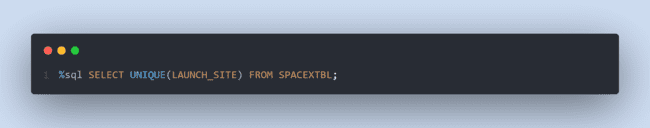 1 %sql SELECT UNIQUE(LAUNCH_SITE) FROM SPACEXTBL;